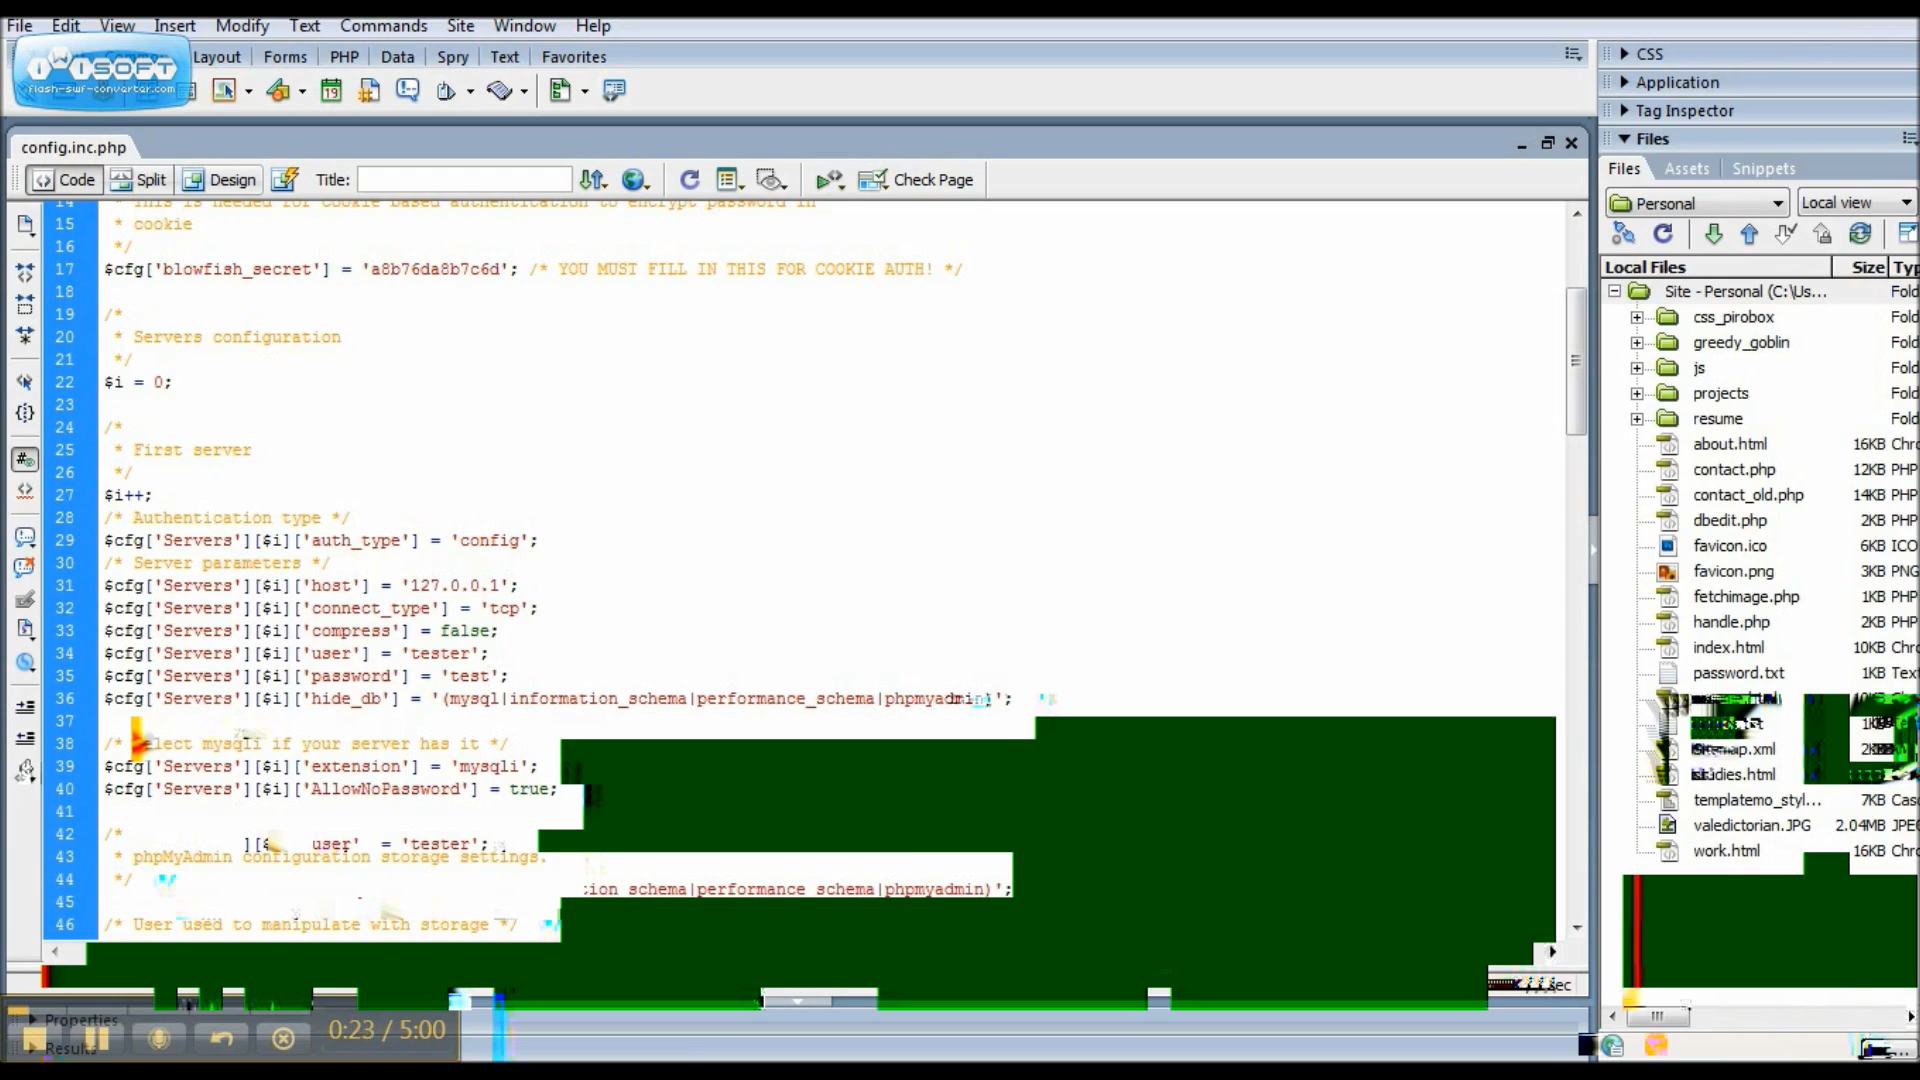 File Edit View Insert Modify Text Commands Site Window Help
iWiSOFT
flash-swf-converter.com
Layout Forms PHP Data Spry Text Favorites
config.inc.php
Code Split Design Title: Check Page
14 * This is needed for cookie based authentication to encrypt password in
15 * cookie
16 */
17 $cfg['blowfish_secret'] = 'a8b76da8b7c6d'; /* YOU MUST FILL IN THIS FOR COOKIE AUTH! */
18
19 /*
20 * Servers configuration
21 */
22 $i = 0;
23
24 /*
25 * First server
26 */
27 $i++;
28 /* Authentication type */
29 $cfg['Servers'][$i]['auth_type'] = 'config';
30 /* Server parameters */
31 $cfg['Servers'][$i]['host'] = '127.0.0.1';
32 $cfg['Servers'][$i]['connect_type'] = 'tcp';
33 $cfg['Servers'][$i]['compress'] = false;
34 $cfg['Servers'][$i]['user'] = 'tester';
35 $cfg['Servers'][$i]['password'] = 'test';
36 $cfg['Servers'][$i]['hide_db'] = '(mysql|information_schema|performance_schema|phpmyadmin)';
37
38 /* Select mysqli if your server has it */
39 $cfg['Servers'][$i]['extension'] = 'mysqli';
40 $cfg['Servers'][$i]['AllowNoPassword'] = true;
41
42 /*
][$ user' = 'tester';
43 * phpMyAdmin configuration storage settings.
44 */
tion_schema|performance_schema|phpmyadmin)';
45
46 /* User used to manipulate with storage */
sec
Properties
Results
0:23 / 5:00
CSS
Application
Tag Inspector
Files
Files Assets Snippets
Personal Local view
Local Files Size Typ
Site - Personal (C:\Us... Fold
css_pirobox Fold
greedy_goblin Fold
js Fold
projects Fold
resume Fold
about.html 16KB Chr
contact.php 12KB PHP
contact_old.php 14KB PHP
dbedit.php 2KB PHP
favicon.ico 6KB ICO
favicon.png 3KB PNG
fetchimage.php 1KB PHP
handle.php 2KB PHP
index.html 10KB Chr
password.txt 1KB Text
sitemap.xml
templatemo_styl... 7KB Casc
valedictorian.JPG 2.04MB JPEG
work.html 16KB Chr